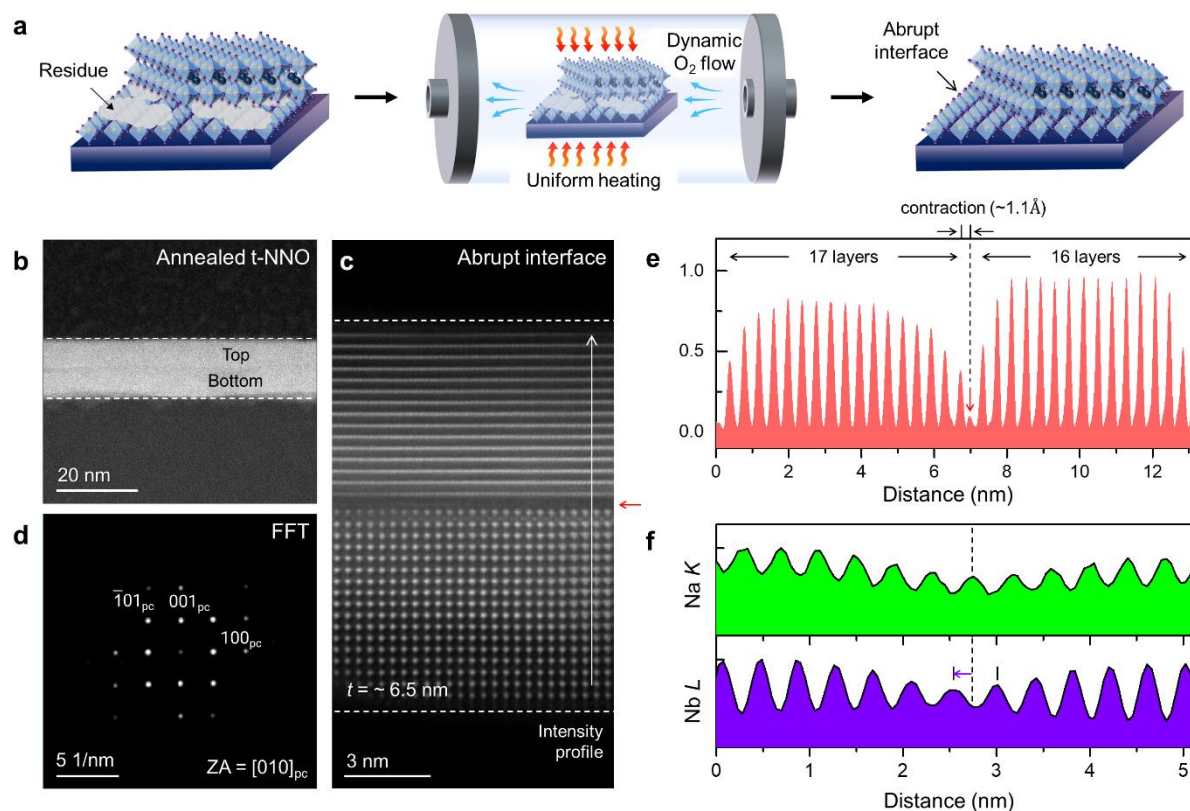 a
Residue
Dynamic
O₂ flow
Uniform heating
Abrupt
interface
b
Annealed t-NNO
Top
Bottom
20 nm
c
Abrupt interface
t = ~ 6.5 nm
Intensity
profile
3 nm
d
FFT
1̄01pc
001pc
100pc
5 1/nm
ZA = [010]pc
contraction (~1.1Å)
e
17 layers
16 layers
1.0
0.5
0.0
0 2 4 6 8 10 12
Distance (nm)
f
Na K
Nb L
0 1 2 3 4 5
Distance (nm)